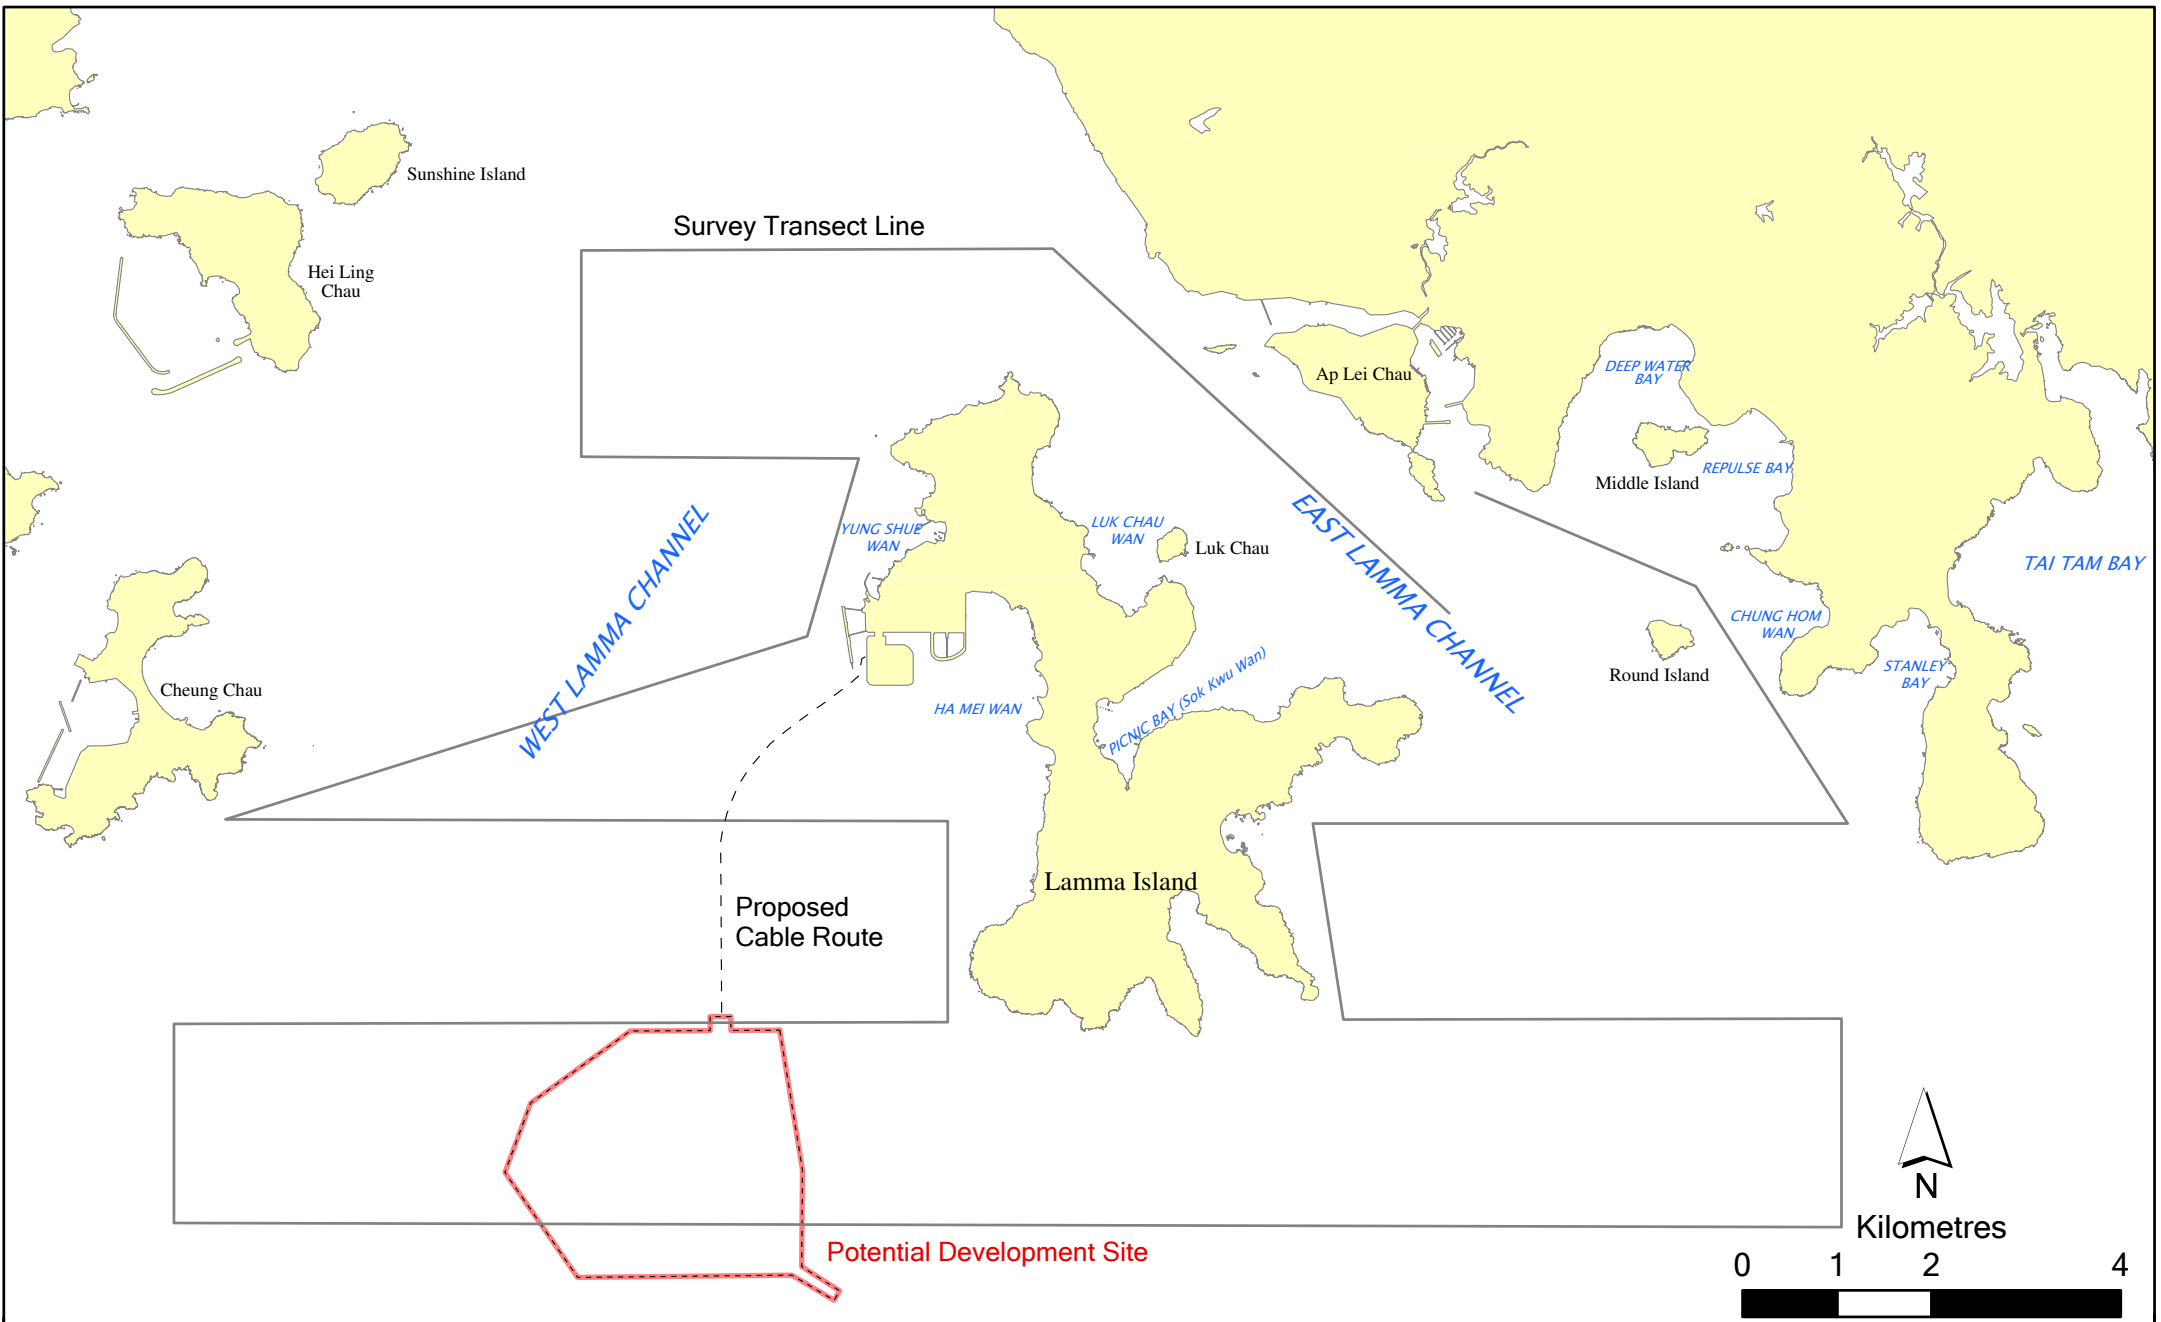 Sunshine Island
Survey Transect Line
Hei Ling
Chau
DEEP WATER
BAY
Ap Lei Chau
REPULSE BAY
Middle Island
YUNG SHUE
WAN
LUK CHAU
WAN
Luk Chau
EAST LAMMA CHANNEL
TAI TAM BAY
WEST LAMMA CHANNEL
CHUNG HOM
WAN
STANLEY
BAY
Round Island
Cheung Chau
HA MEI WAN
PICNIC BAY (Sok Kwu Wan)
Lamma Island
Proposed
Cable Route
N
Kilometres
Potential Development Site
0 1 2 4